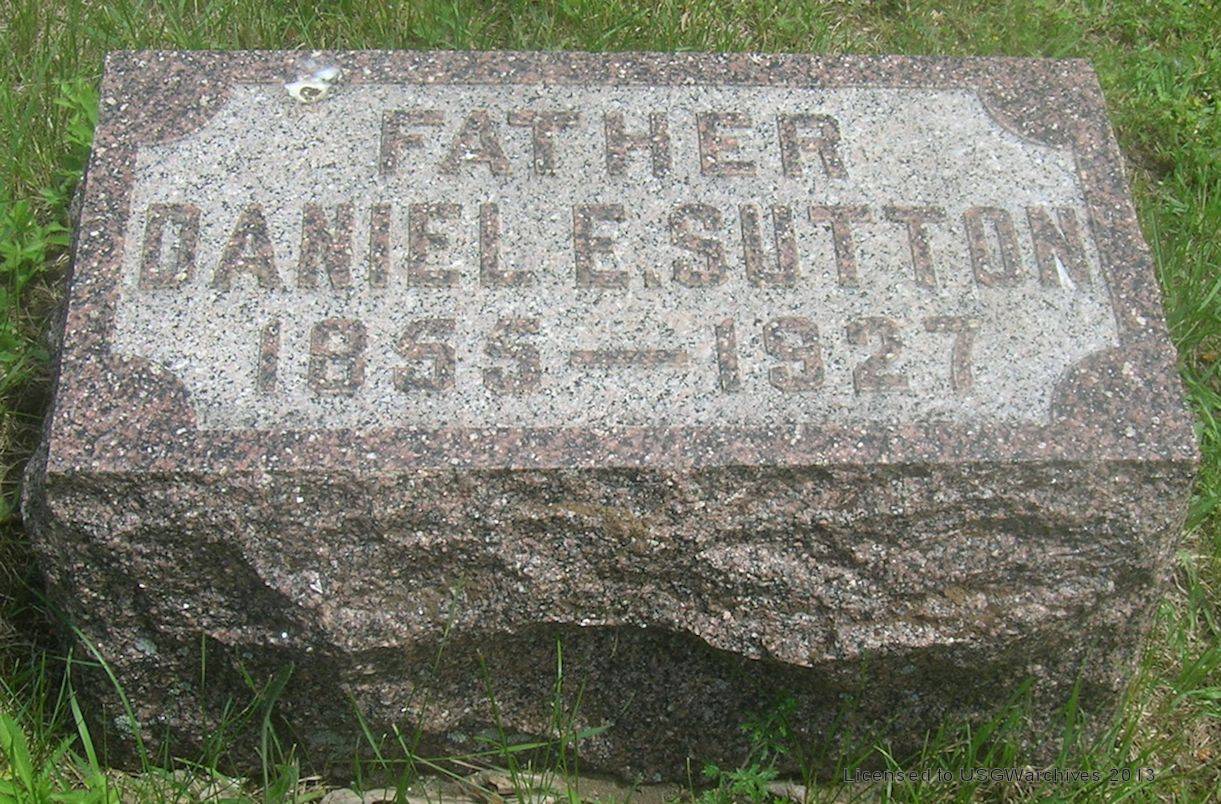 FATHER
DANIEL E. SUTTON
1855—1927
Licensed to USGWarchives 2013